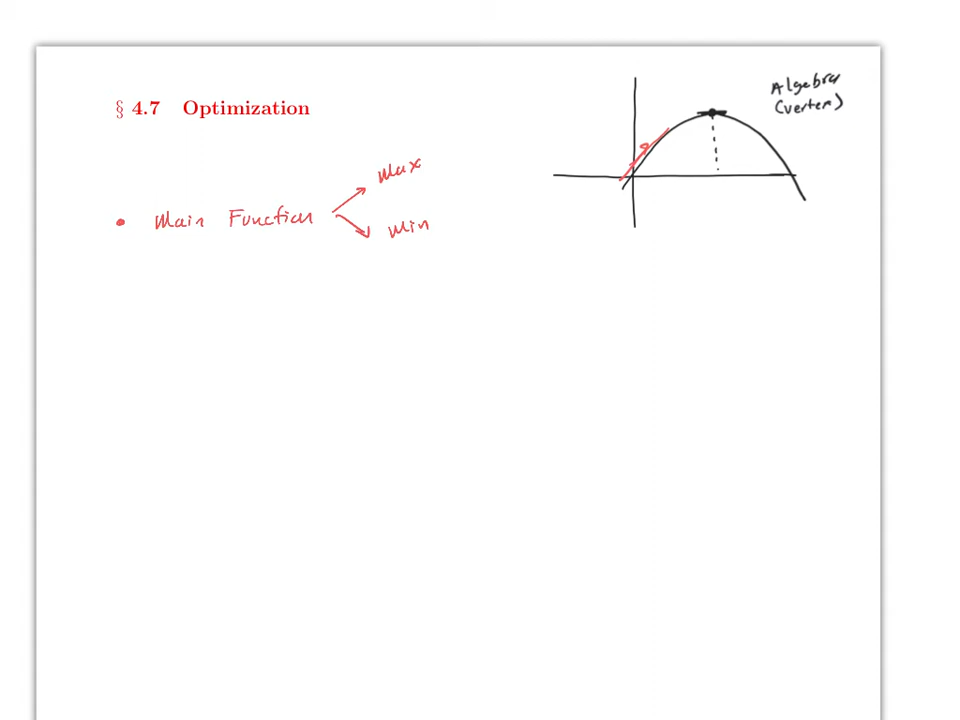 § 4.7 Optimization
Algebra
(vertex)
Max
• Main Function
Min